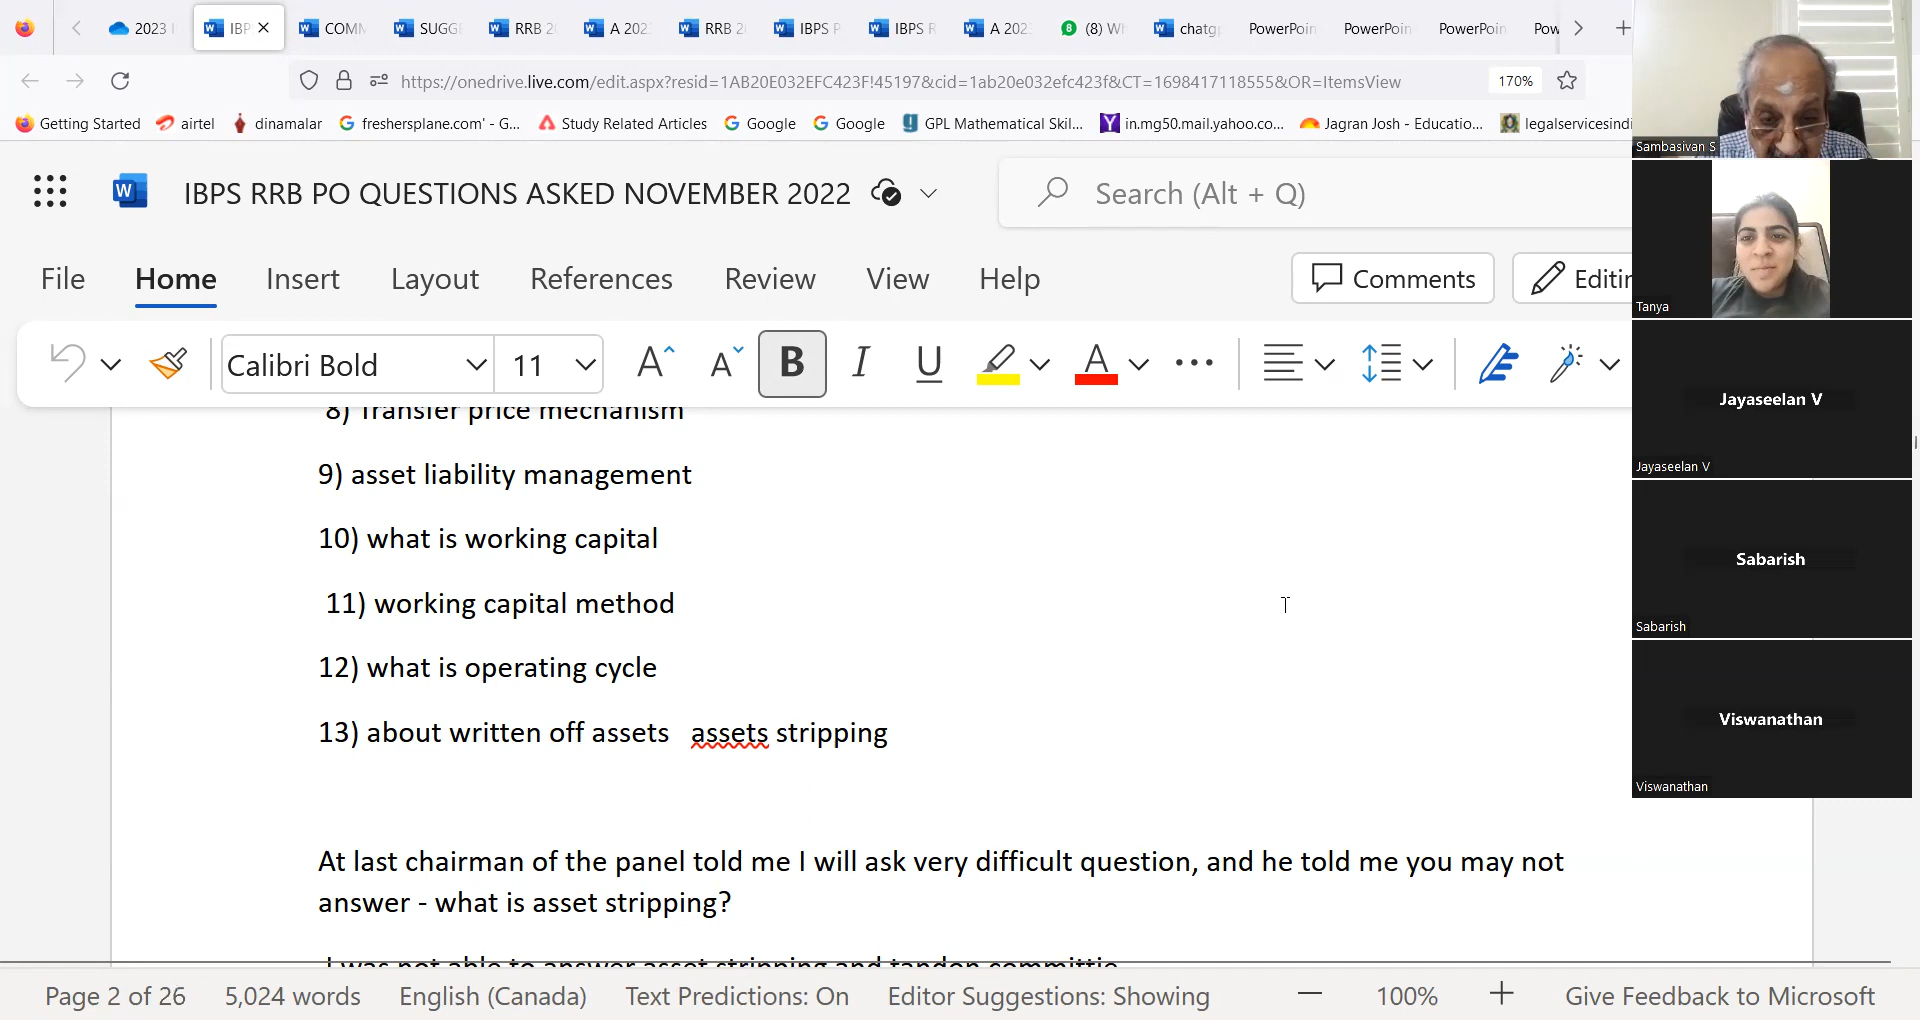 2023 I
IBP
COMM
SUGGE
RRB 2
A 202
RRB 2
IBPS P
IBPS R
A 202
(8) Wh
chatg
PowerPoin
PowerPoin
PowerPoin
Pow
https://onedrive.live.com/edit.aspx?resid=1AB20E032EFC423F!45197&cid=1ab20e032efc423f&CT=1698417118555&OR=ItemsView
170%
Getting Started
airtel
dinamalar
freshersplane.com' - G...
Study Related Articles
Google
Google
GPL Mathematical Skil...
in.mg50.mail.yahoo.co...
Jagran Josh - Educatio...
legalservicesindi
IBPS RRB PO QUESTIONS ASKED NOVEMBER 2022
Search (Alt + Q)
File Home Insert Layout References Review View Help
Comments
Editin
Calibri Bold
11
8) Transfer price mechanism
9) asset liability management
10) what is working capital
11) working capital method
12) what is operating cycle
13) about written off assets assets stripping
At last chairman of the panel told me I will ask very difficult question, and he told me you may not
answer - what is asset stripping?
I was not able to answer asset stripping and tandon committie
Page 2 of 26
5,024 words
English (Canada)
Text Predictions: On
Editor Suggestions: Showing
100%
Give Feedback to Microsoft
Sambasivan S
Tanya
Jayaseelan V
Jayaseelan V
Sabarish
Sabarish
Viswanathan
Viswanathan